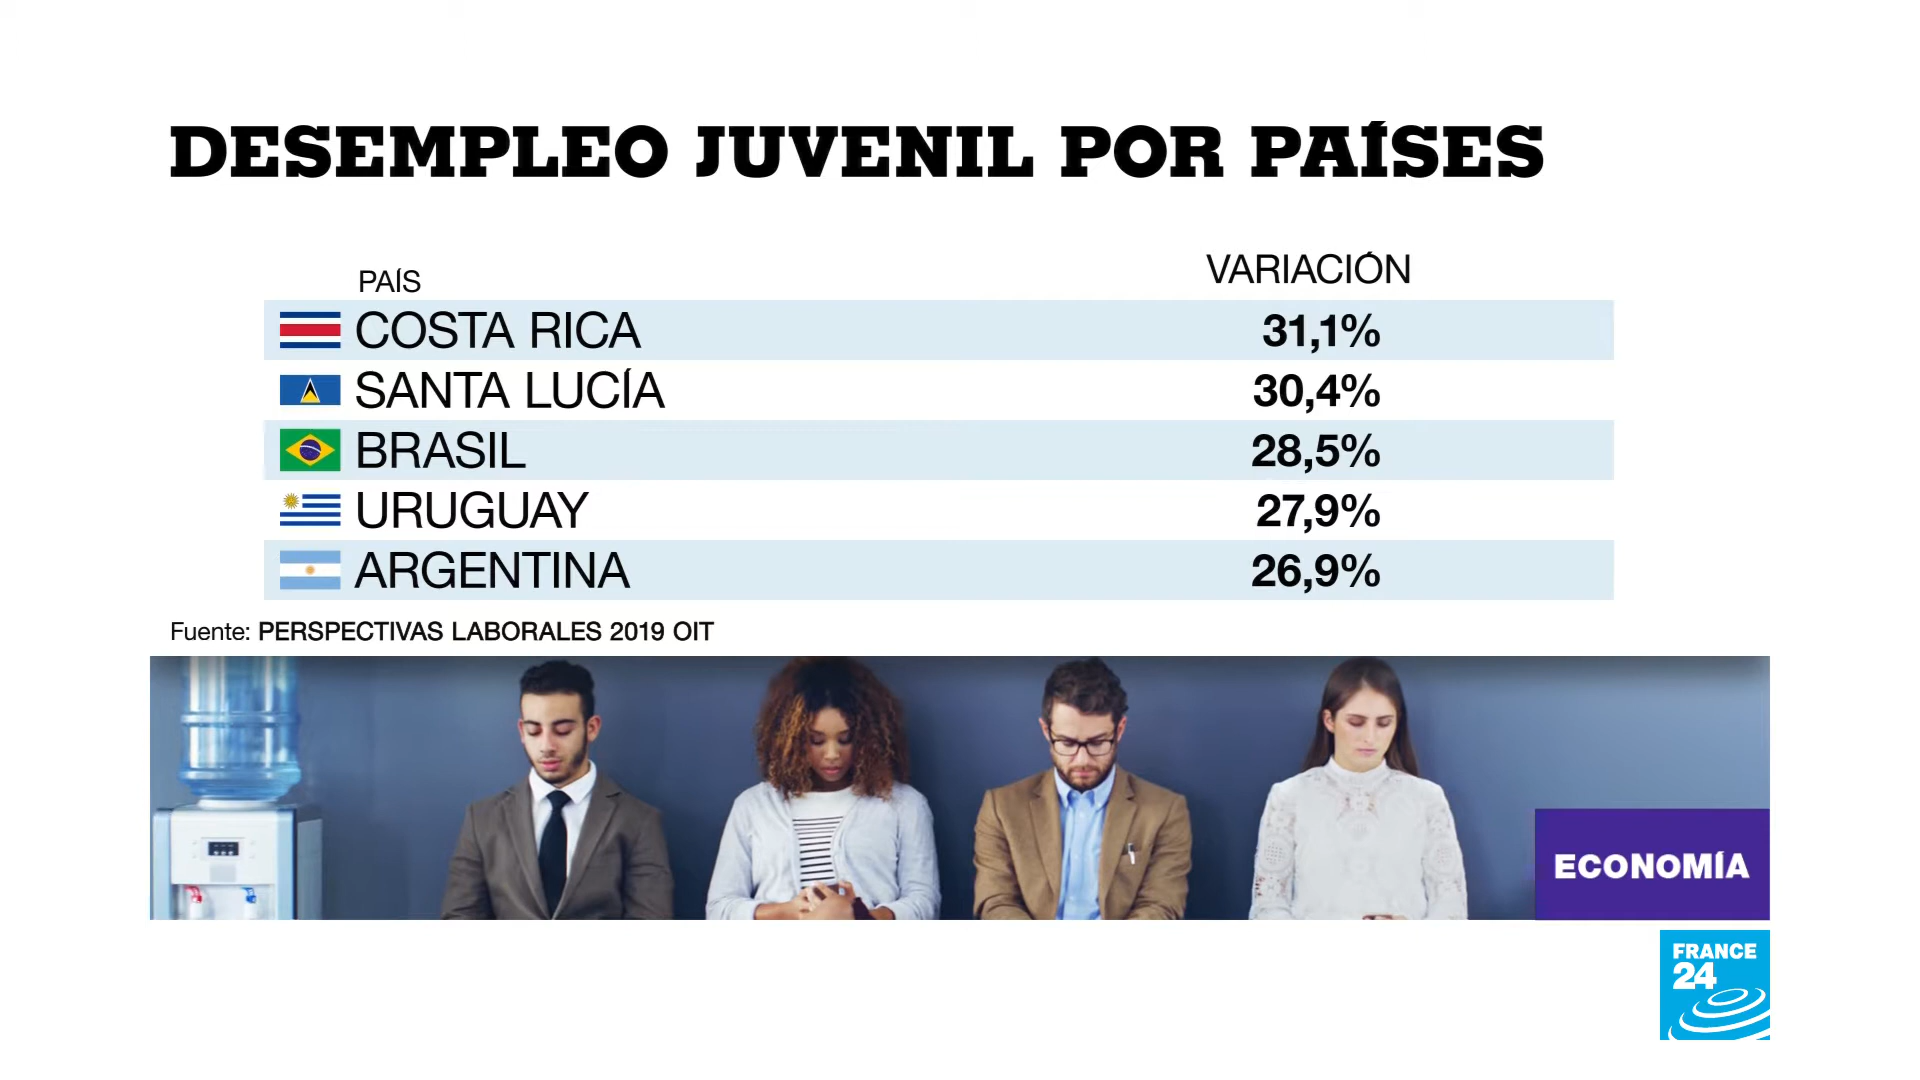 DESEMPLEO JUVENIL POR PAÍSES
PAÍS VARIACIÓN
COSTA RICA 31,1%
SANTA LUCÍA 30,4%
BRASIL 28,5%
URUGUAY 27,9%
ARGENTINA 26,9%
Fuente: PERSPECTIVAS LABORALES 2019 OIT
ECONOMÍA
FRANCE
24